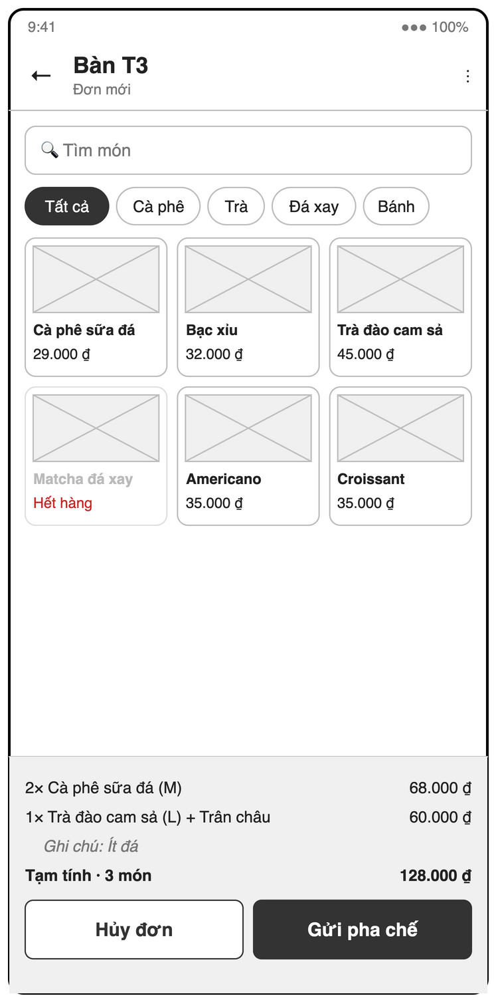 9:41 100%
Bàn T3
Đơn mới
Tìm món
Tất cả Cà phê Trà Đá xay Bánh
Cà phê sữa đá Bạc xỉu Trà đào cam sả
29.000 ₫ 32.000 ₫ 45.000 ₫
Matcha đá xay Americano Croissant
Hết hàng 35.000 ₫ 35.000 ₫
2× Cà phê sữa đá (M) 68.000 ₫
1× Trà đào cam sả (L) + Trân châu 60.000 ₫
Ghi chú: Ít đá
Tạm tính · 3 món 128.000 ₫
Hủy đơn Gửi pha chế